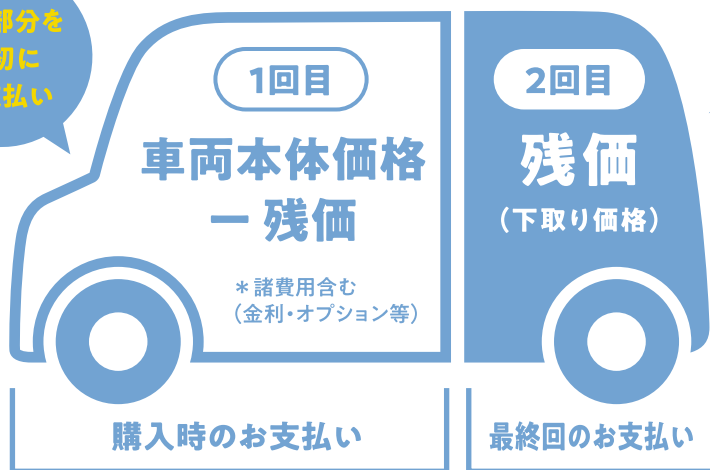 部分を
初に
払い
1回目
車両本体価格
ー 残価
＊諸費用含む
（金利・オプション等）
2回目
残価
（下取り価格）
購入時のお支払い
最終回のお支払い